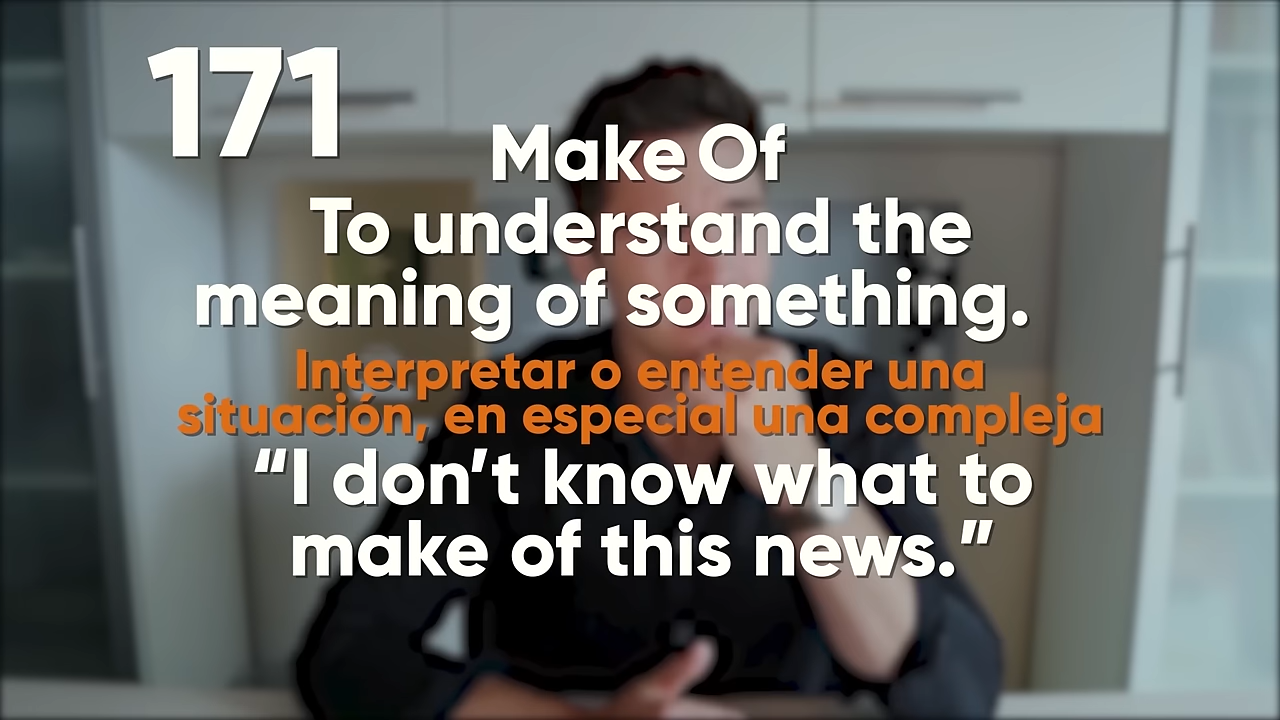 171
Make Of
To understand the
meaning of something.
Interpretar o entender una
situación, en especial una compleja
“I don’t know what to
make of this news.”